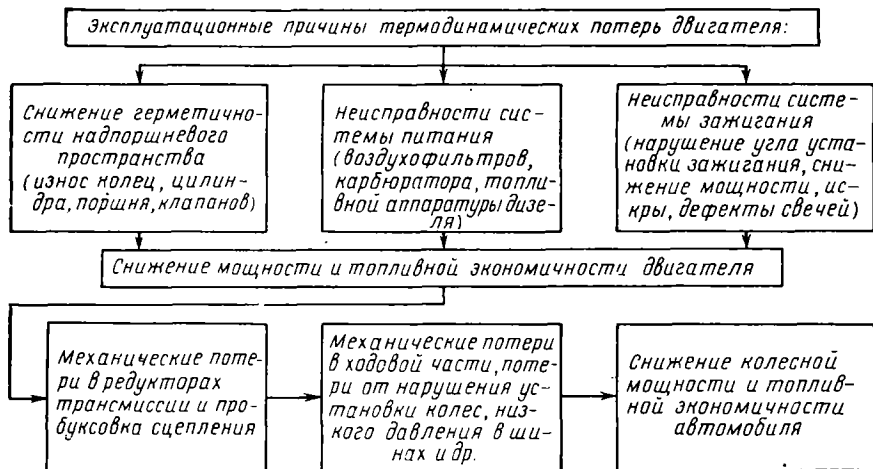 Эксплуатационные причины термодинамических потерь двигателя:
Снижение герметично-
сти надпоршневого
пространства
(износ колец, цилин-
дра, поршня, клапанов)
Неисправности сис-
темы питания
(воздухофильтров,
карбюратора, топли-
вной аппаратуры дизе-
ля)
Неисправности систе-
мы зажигания
(нарушение угла уста-
новки зажигания, сни-
жение мощности, ис-
кры, дефекты свечей)
Снижение мощности и топливной экономичности двигателя
Механические поте-
ри в редукторах
трансмиссии и про-
буксовка сцепления
Механические потери
в ходовой части, поте-
ри от нарушения ус-
тановки колес, низ-
кого давления в ши-
нах и др.
Снижение колесной
мощности и топлив-
ной экономичности
автомобиля